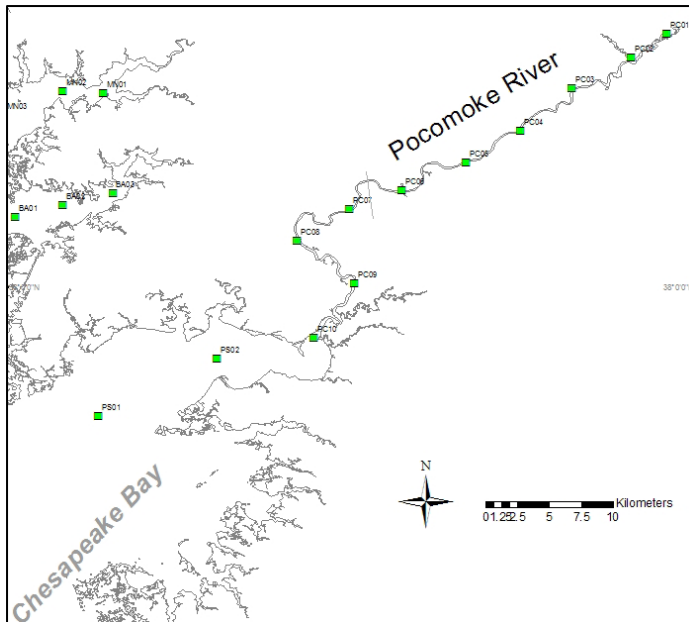 PC01
PC02
PC03
PC04
PC05
PC06
PC07
PC08
PC09
PC10
Pocomoke River
MN02
MN01
MN03
BA03
BA02
BA01
38°0'0"
PS02
PS01
Chesapeake Bay
N
Kilometers
0 1.25 2.5 5 7.5 10